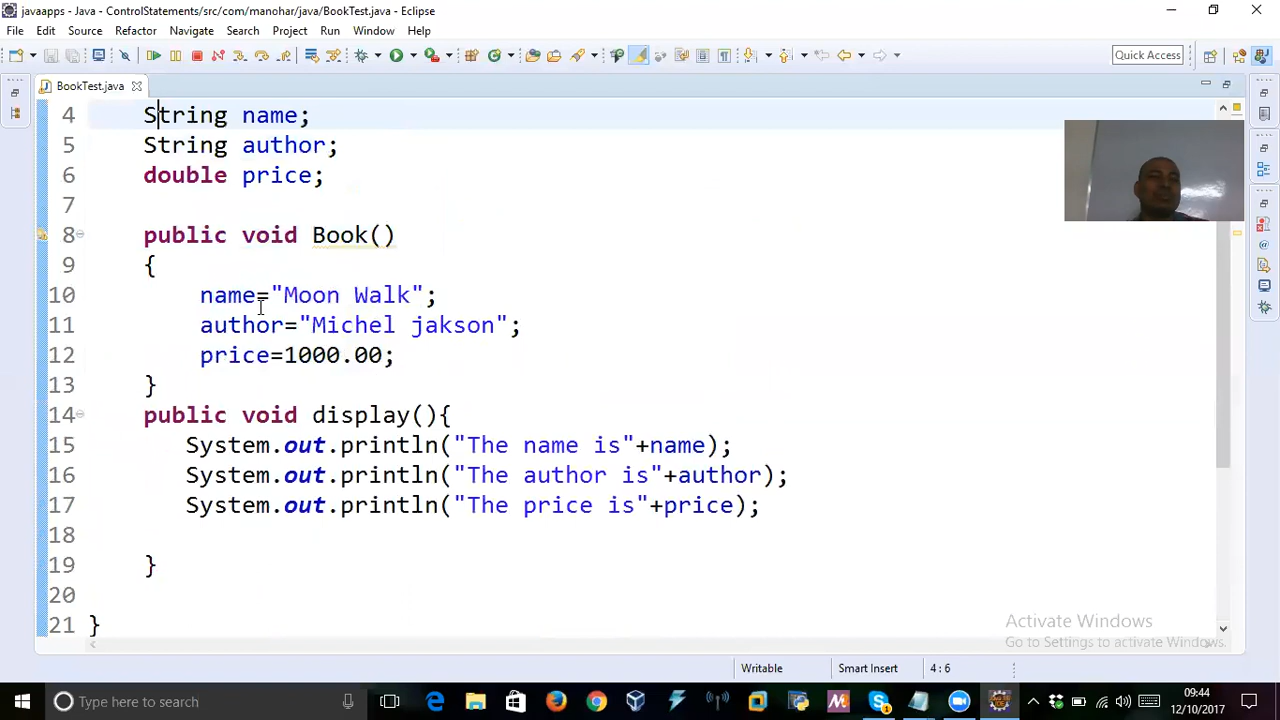 javaapps - Java - ControlStatements/src/com/manohar/java/BookTest.java - Eclipse
File Edit Source Refactor Navigate Search Project Run Window Help
Quick Access
BookTest.java
4 String name;
5 String author;
6 double price;
7
8 public void Book()
9 {
10 name="Moon Walk";
11 author="Michel jakson";
12 price=1000.00;
13 }
14 public void display(){
15 System.out.println("The name is"+name);
16 System.out.println("The author is"+author);
17 System.out.println("The price is"+price);
18
19 }
20
21 }
Activate Windows
Go to Settings to activate Windows.
Writable Smart Insert 4 : 6
Type here to search
09:44
12/10/2017